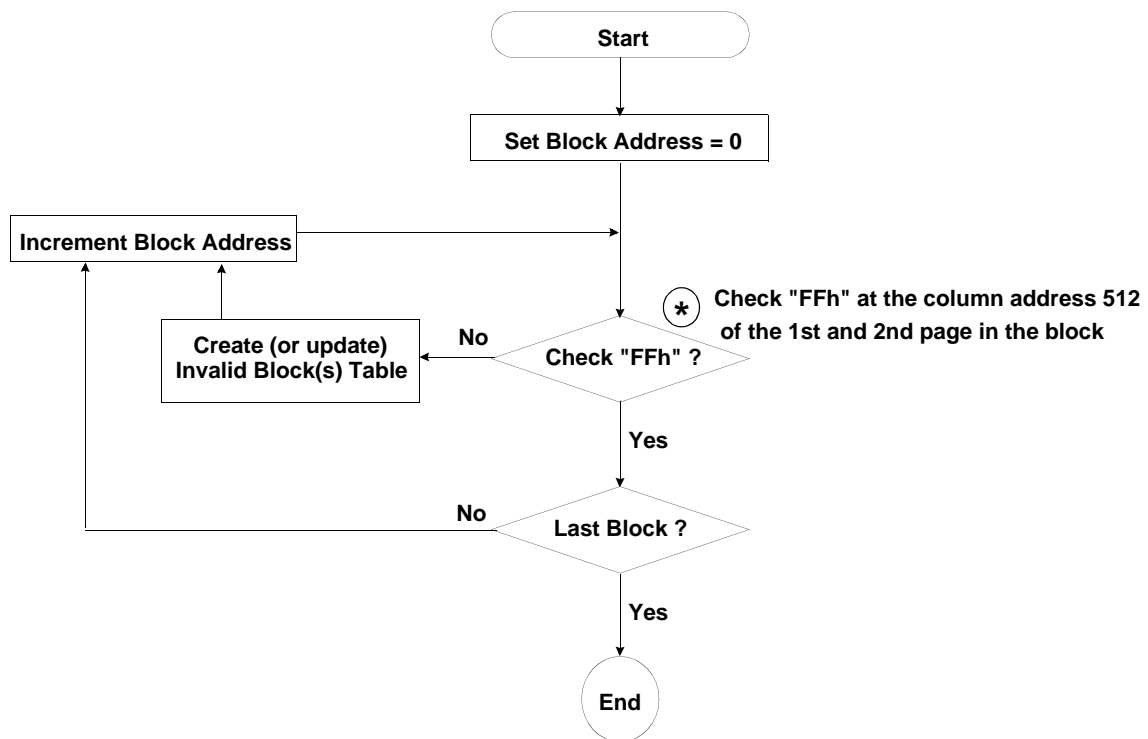 Start
Set Block Address = 0
Increment Block Address
* Check "FFh" at the column address 512
of the 1st and 2nd page in the block
Create (or update)
Invalid Block(s) Table
No
Check "FFh" ?
Yes
No
Last Block ?
Yes
End